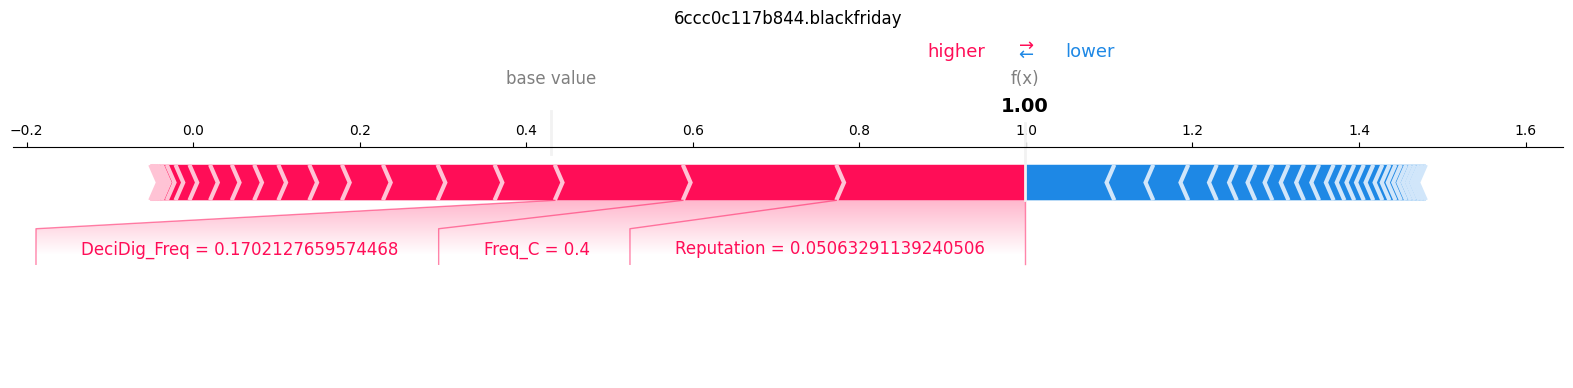 6ccc0c117b844.blackfriday
higher ⇄ lower
base value f(x)
1.00
−0.2 0.0 0.2 0.4 0.6 0.8 1.0 1.2 1.4 1.6
DeciDig_Freq = 0.1702127659574468 Freq_C = 0.4 Reputation = 0.05063291139240506